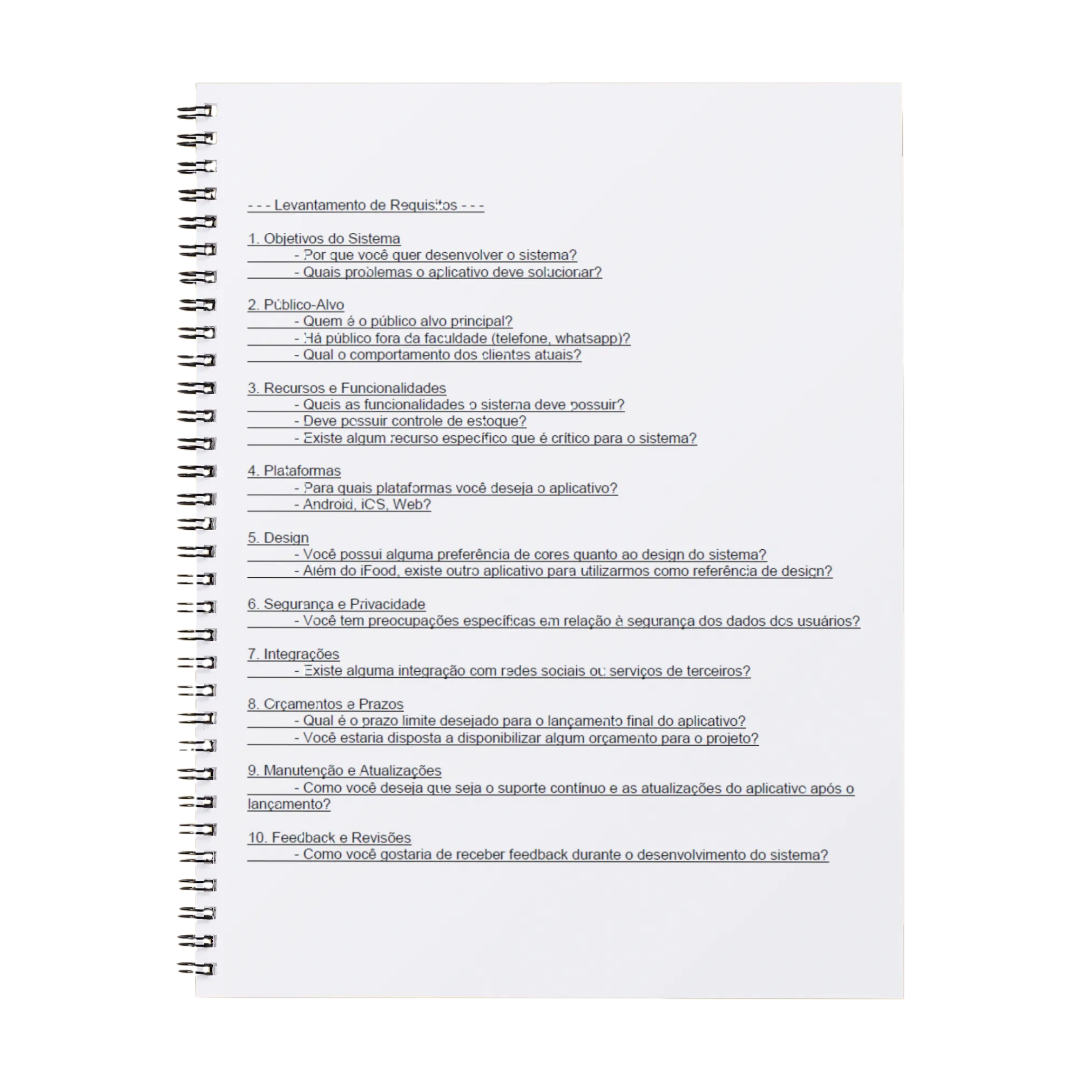 - - - Levantamento de Requisitos - - -
1. Objetivos do Sistema
- Por que você quer desenvolver o sistema?
- Quais problemas o aplicativo deve solucionar?
2. Público-Alvo
- Quem é o público alvo principal?
- Há público fora da faculdade (telefone, whatsapp)?
- Qual o comportamento dos clientes atuais?
3. Recursos e Funcionalidades
- Quais as funcionalidades o sistema deve possuir?
- Deve possuir controle de estoque?
- Existe algum recurso específico que é crítico para o sistema?
4. Plataformas
- Para quais plataformas você deseja o aplicativo?
- Android, iOS, Web?
5. Design
- Você possui alguma preferência de cores quanto ao design do sistema?
- Além do iFood, existe outro aplicativo para utilizarmos como referência de design?
6. Segurança e Privacidade
- Você tem preocupações específicas em relação à segurança dos dados dos usuários?
7. Integrações
- Existe alguma integração com redes sociais ou serviços de terceiros?
8. Orçamentos e Prazos
- Qual é o prazo limite desejado para o lançamento final do aplicativo?
- Você estaria disposta a disponibilizar algum orçamento para o projeto?
9. Manutenção e Atualizações
- Como você deseja que seja o suporte contínuo e as atualizações do aplicativo após o
lançamento?
10. Feedback e Revisões
- Como você gostaria de receber feedback durante o desenvolvimento do sistema?